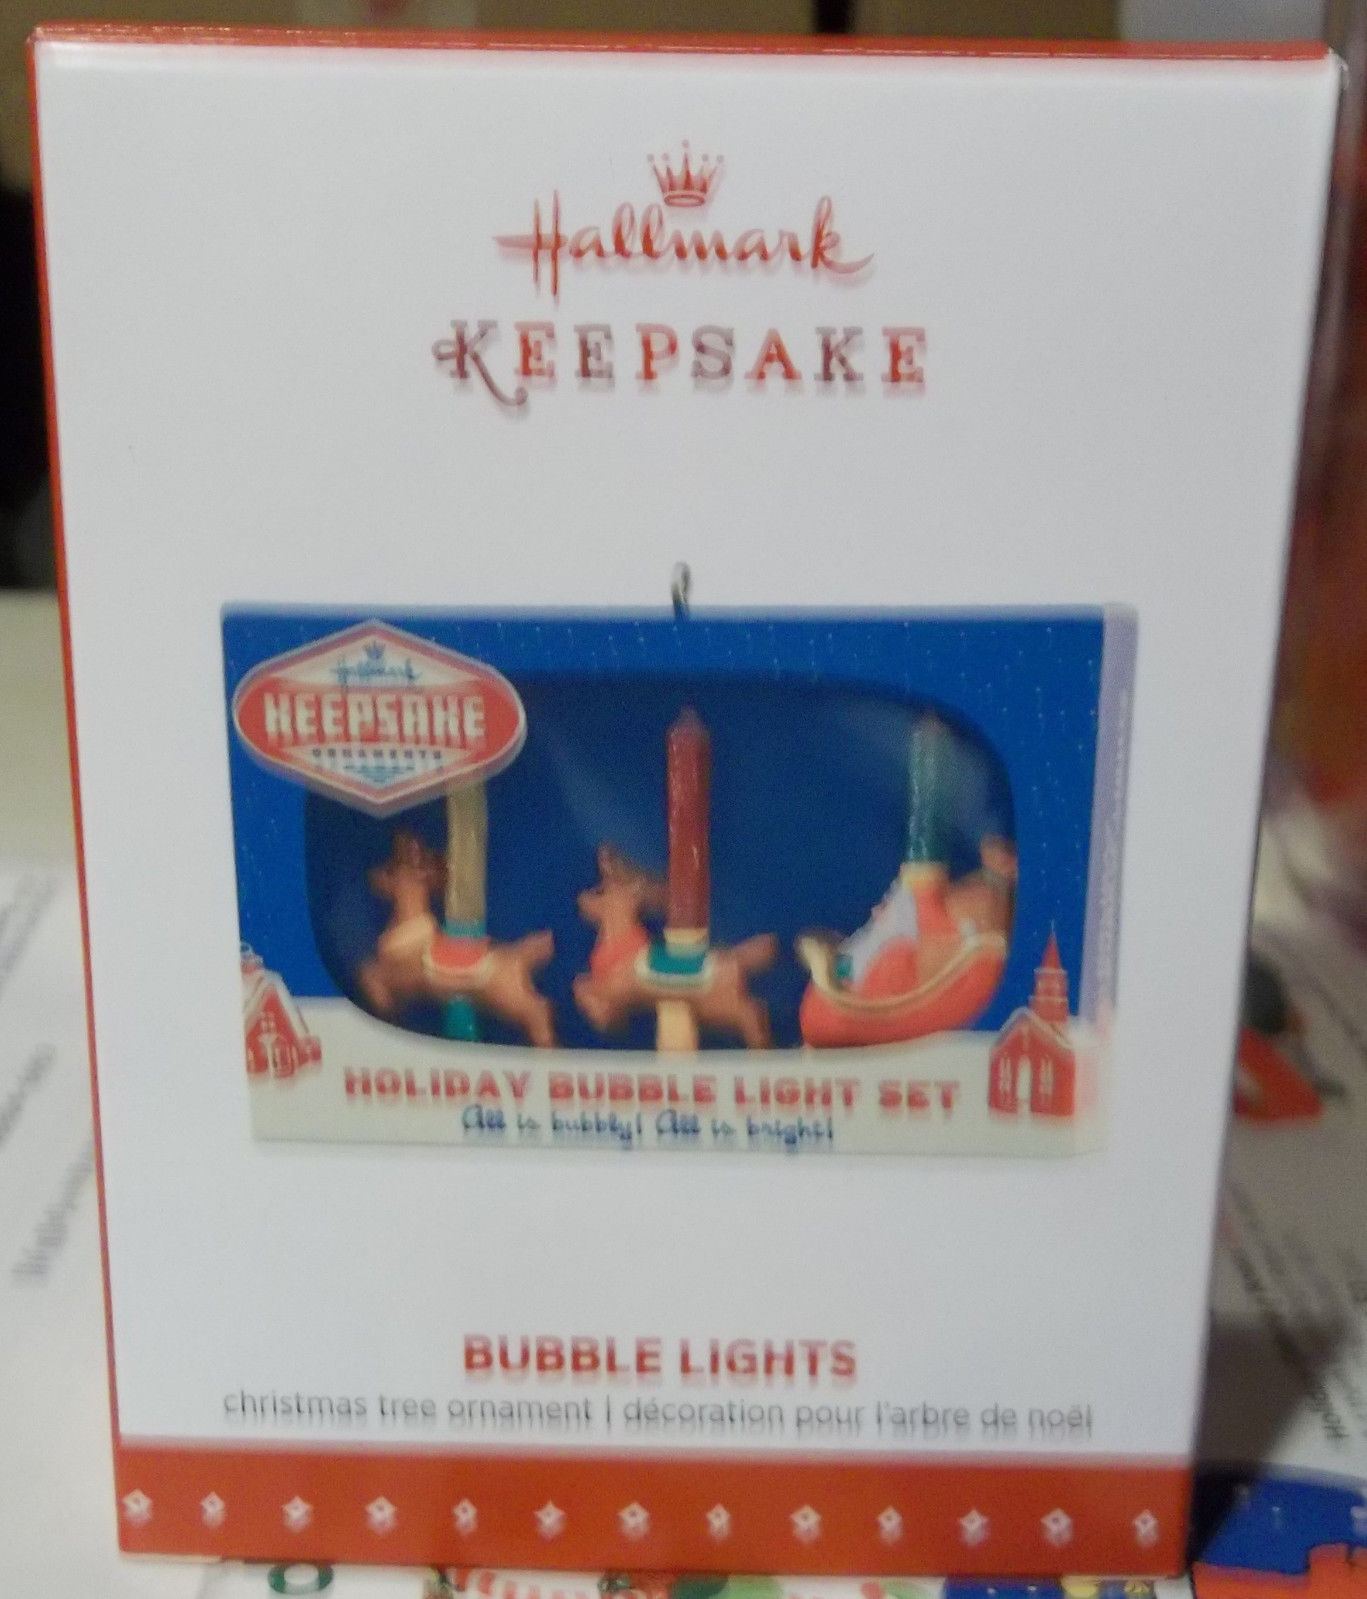 Hallmark
KEEPSAKE
Hallmark
KEEPSAKE
ORNAMENTS
HOLIDAY BUBBLE LIGHT SET
All is bubbly! All is bright!
BUBBLE LIGHTS
christmas tree ornament | décoration pour l'arbre de noël